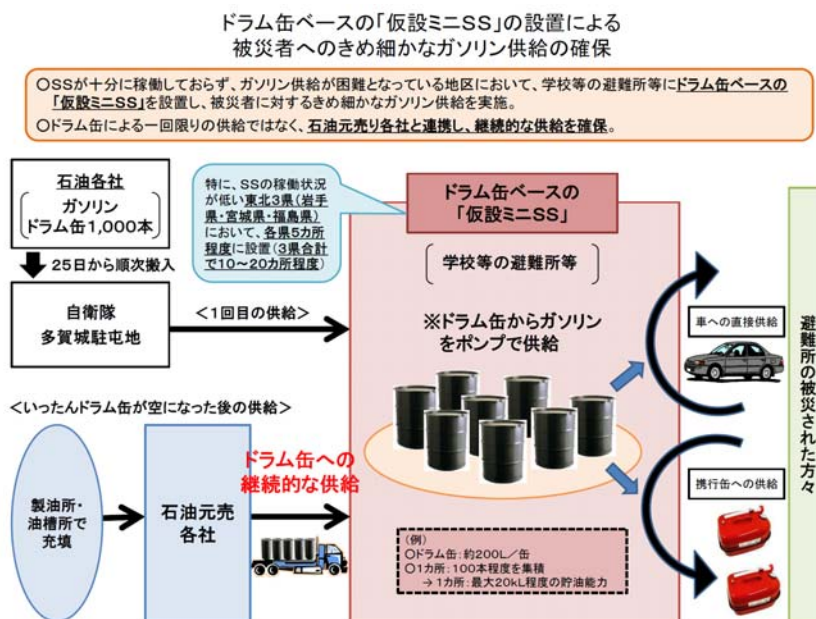 ドラム缶ベースの「仮設ミニSS」の設置による
被災者へのきめ細かなガソリン供給の確保
○SSが十分に稼働しておらず、ガソリン供給が困難となっている地区において、学校等の避難所等にドラム缶ベースの
「仮設ミニSS」を設置し、被災者に対するきめ細かなガソリン供給を実施。
○ドラム缶による一回限りの供給ではなく、石油元売り各社と連携し、継続的な供給を確保。
石油各社
ガソリン
ドラム缶1,000本
25日から順次搬入
自衛隊
多賀城駐屯地
＜1回目の供給＞
特に、SSの稼働状況
が低い東北3県(岩手
県・宮城県・福島県)
において、各県5カ所
程度に設置(3県合計
で10～20カ所程度)
ドラム缶ベースの
「仮設ミニSS」
学校等の避難所等
※ドラム缶からガソリン
をポンプで供給
車への直接供給
避難所の被災された方々
＜いったんドラム缶が空になった後の供給＞
製油所・
油槽所で
充填
石油元売
各社
ドラム缶への
継続的な供給
携行缶への供給
(例)
○ドラム缶：約200L／缶
○1カ所：100本程度を集積
→ 1カ所：最大20kL程度の貯油能力